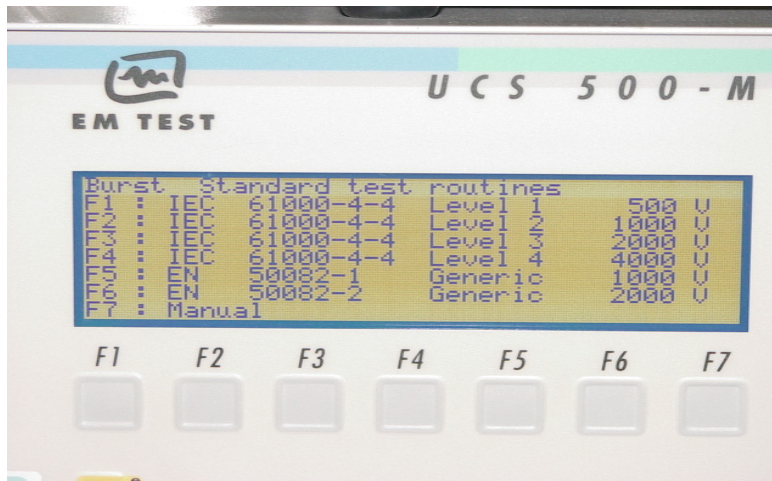 EM TEST
UCS 500-M
Burst Standard test routines
F1 : IEC 61000-4-4 Level 1 500 V
F2 : IEC 61000-4-4 Level 2 1000 V
F3 : IEC 61000-4-4 Level 3 2000 V
F4 : IEC 61000-4-4 Level 4 4000 V
F5 : EN 50082-1 Generic 1000 V
F6 : EN 50082-2 Generic 2000 V
F7 : Manual
F1 F2 F3 F4 F5 F6 F7